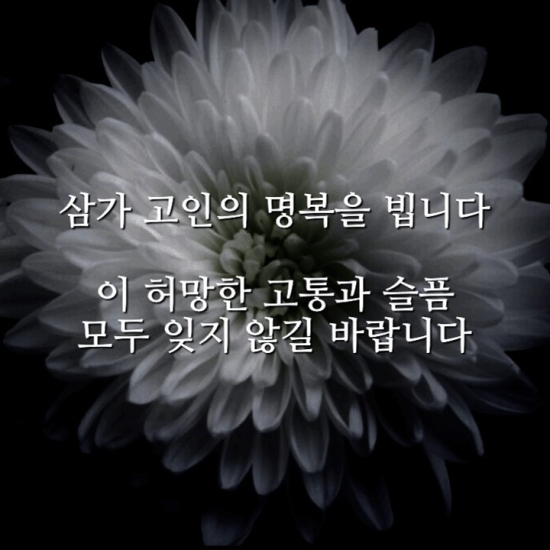 삼가 고인의 명복을 빕니다
이 허망한 고통과 슬픔
모두 잊지 않길 바랍니다